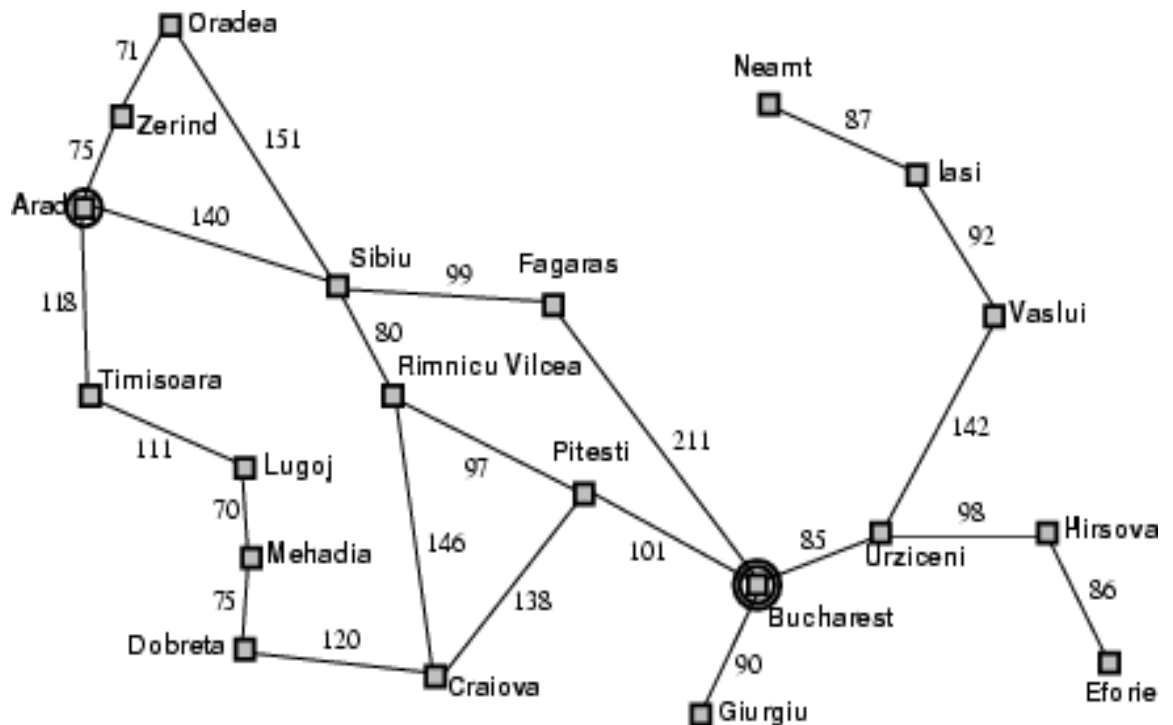 Oradea
71
Neamt
Zerind
87
75
151
Iasi
Arad
140
92
Sibiu
Fagaras
99
118
Vaslui
80
Rimnicu Vilcea
Timisoara
142
211
111
Pitesti
Lugoj
97
70
98
Hirsova
146
101
85
Urziceni
Mehadia
138
86
75
Bucharest
120
Dobreta
90
Craiova
Eforie
Giurgiu